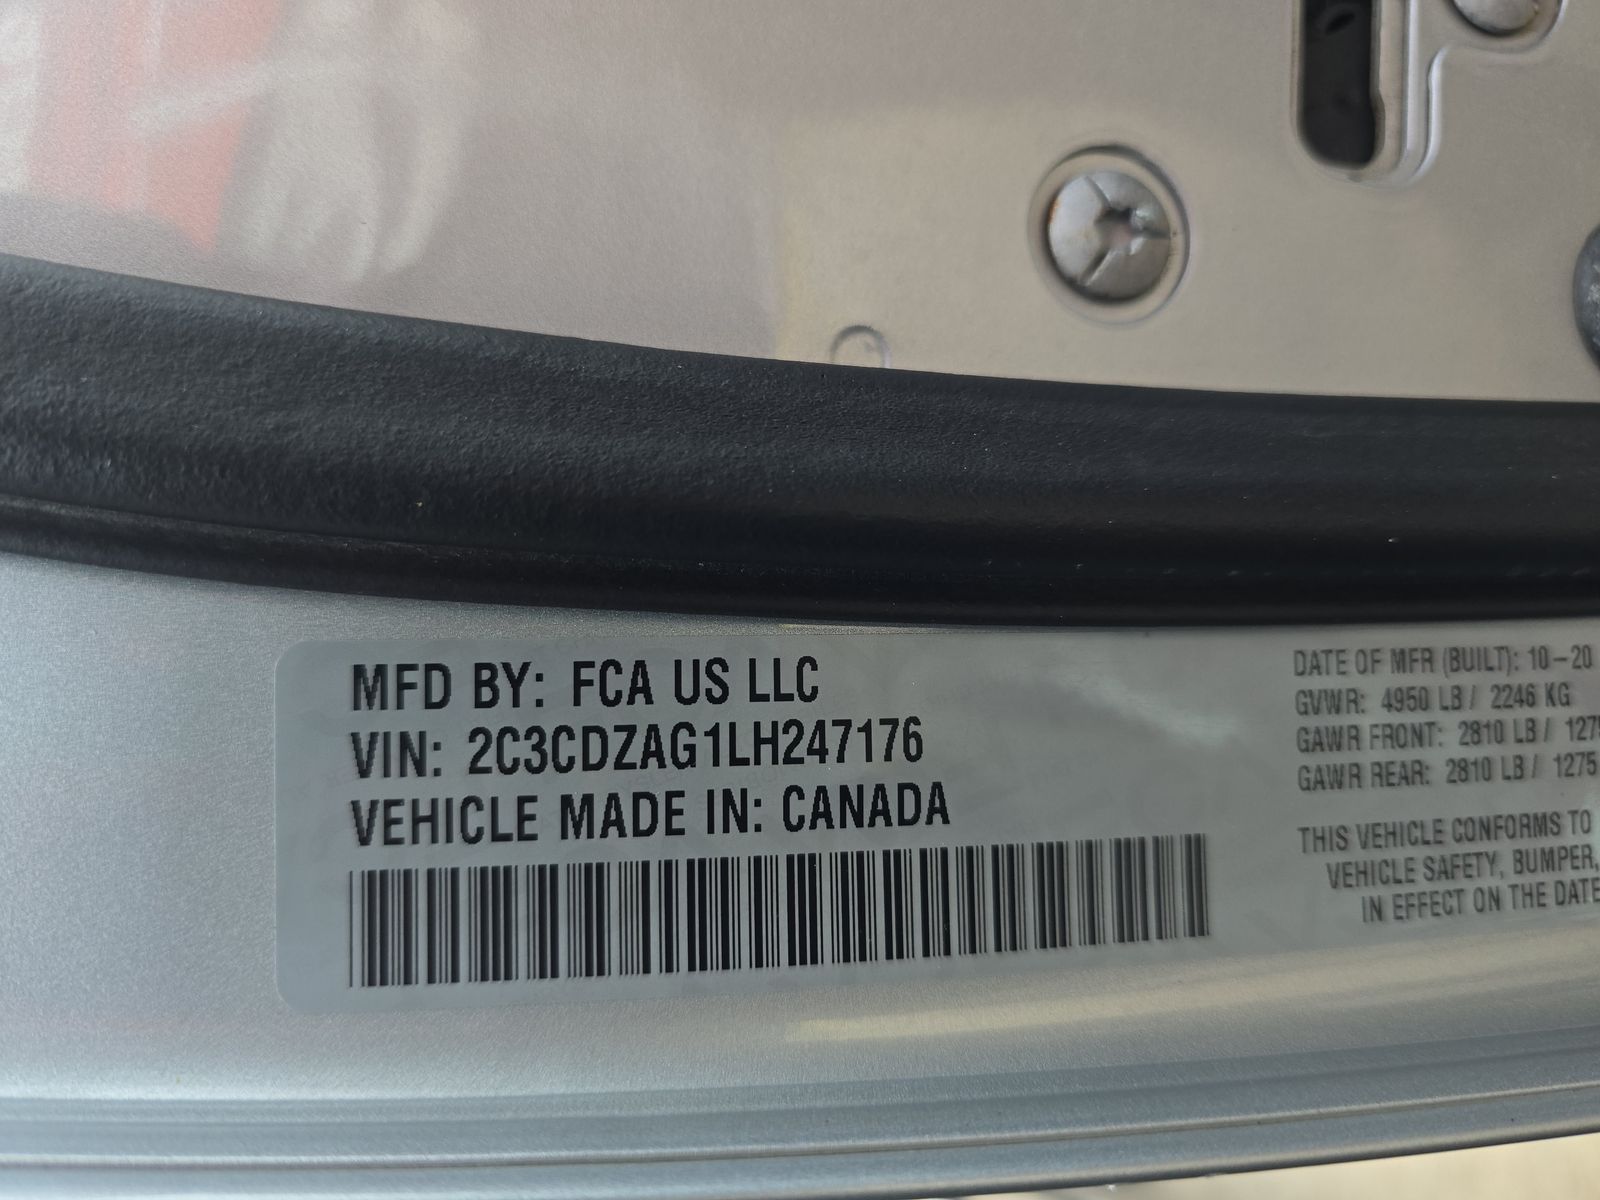 MFD BY: FCA US LLC
VIN: 2C3CDZAG1LH247176
VEHICLE MADE IN: CANADA
DATE OF MFR (BUILT): 10-20
GVWR: 4950 LB / 2246 KG
GAWR FRONT: 2810 LB / 1275
GAWR REAR: 2810 LB / 1275
THIS VEHICLE CONFORMS TO
VEHICLE SAFETY, BUMPER,
IN EFFECT ON THE DATE